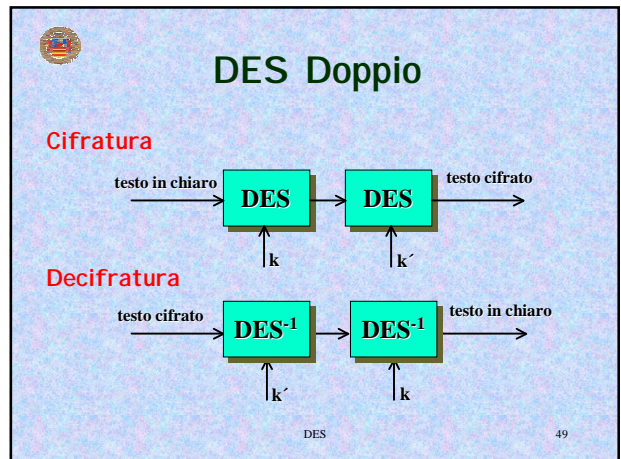 DES Doppio
Cifratura
testo in chiaro DES DES testo cifrato
k k´
Decifratura
testo cifrato DES-1 DES-1 testo in chiaro
k´ k
DES 49